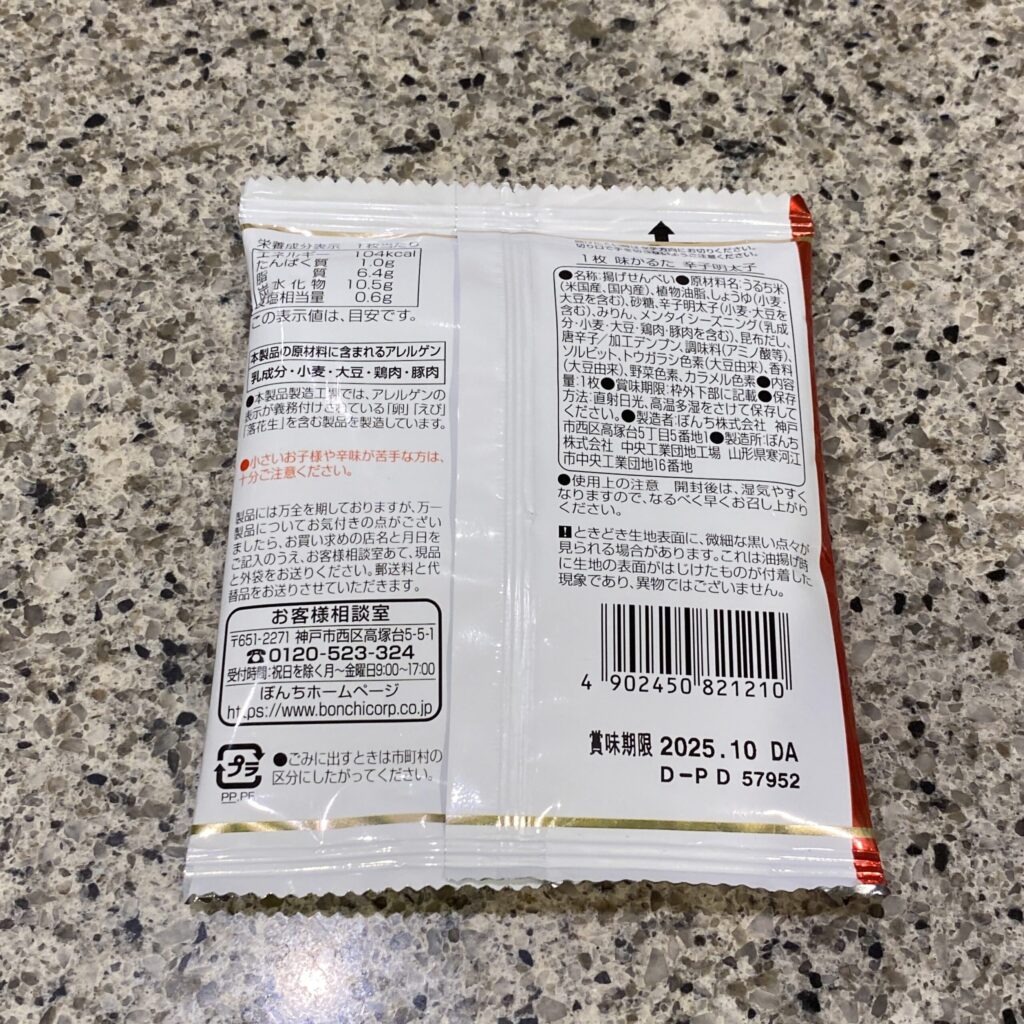 栄養成分表示 1枚当たり
エネルギー 104kcal
たんぱく質 1.0g
脂 質 6.4g
炭水化物 10.5g
食塩相当量 0.6g
この表示値は、目安です。
本製品の原材料に含まれるアレルゲン
乳成分・小麦・大豆・鶏肉・豚肉
●本製品製造工場では、アレルゲンの
表示が義務付けされている「卵」「えび」
「落花生」を含む製品を製造しています。
●小さいお子様や辛味が苦手な方は、
十分ご注意ください。
製品には万全を期しておりますが、万一
製品についてお気付きの点がござい
ましたら、お買い求めの店名と月日を
ご記入のうえ、お客様相談室あて、現品
と外袋をお送りください。郵送料と代
替品をお送りさせていただきます。
お客様相談室
〒651-2271 神戸市西区高塚台5-5-1
☎0120-523-324
受付時間:祝日を除く月〜金曜日9:00〜17:00
ぼんちホームページ
https://www.bonchicorp.co.jp
プラ
PP,PE
●ごみに出すときは市町村の
区分にしたがってください。
1枚 味かるた 辛子明太子
●名称:揚げせんべい●原材料名:うるち米
(米国産、国内産)、植物油脂、しょうゆ(小麦・
大豆を含む)、砂糖、辛子明太子(小麦・大豆を
含む)、みりん、メンタイシーズニング(乳成
分・小麦・大豆・鶏肉・豚肉を含む)、昆布だし、
唐辛子/加工デンプン、調味料(アミノ酸等)、
ソルビット、トウガラシ色素(大豆由来)、香料
(大豆由来)、野菜色素、カラメル色素●内容
量:1枚●賞味期限:枠外下部に記載●保存
方法:直射日光、高温多湿をさけて保存して
ください。●製造者:ぼんち株式会社 神戸
市西区高塚台5丁目5番地1●製造所:ぼんち
株式会社 中央工業団地工場 山形県寒河江
市中央工業団地16番地
●使用上の注意 開封後は、湿気やすく
なりますので、なるべく早くお召し上がり
ください。
!ときどき生地表面に、微細な黒い点々が
見られる場合があります。これは油揚げ時
に生地の表面がはじけたものが付着した
現象であり、異物ではございません。
4 902450 821210
賞味期限 2025.10 DA
D-P D 57952